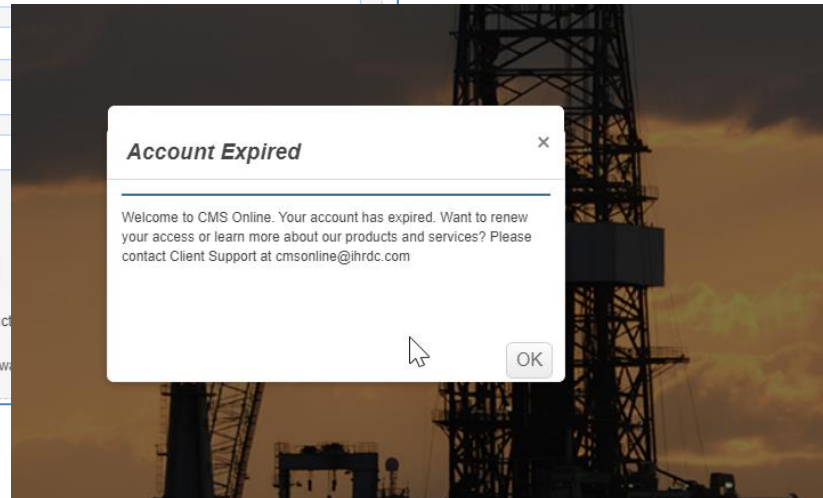 Account Expired
×
Welcome to CMS Online. Your account has expired. Want to renew
your access or learn more about our products and services? Please
contact Client Support at cmsonline@ihrdc.com
OK